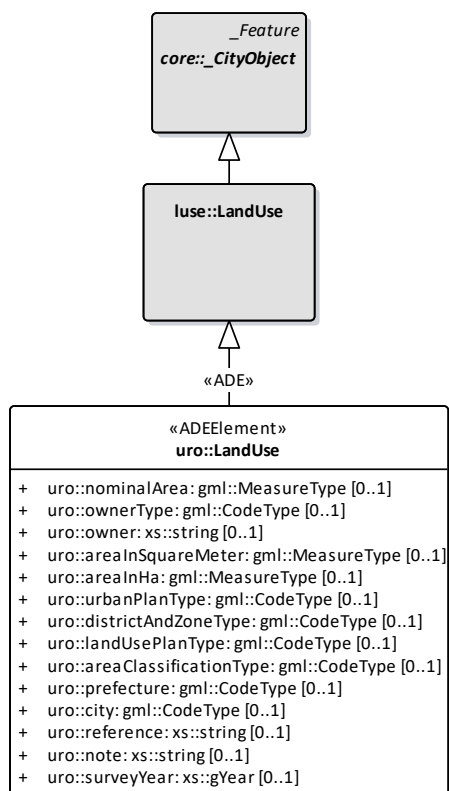 _Feature
core::_CityObject
luse::LandUse
«ADE»
«ADEElement»
uro::LandUse
+ uro::nominalArea: gml::MeasureType [0..1]
+ uro::ownerType: gml::CodeType [0..1]
+ uro::owner: xs::string [0..1]
+ uro::areaInSquareMeter: gml::MeasureType [0..1]
+ uro::areaInHa: gml::MeasureType [0..1]
+ uro::urbanPlanType: gml::CodeType [0..1]
+ uro::districtAndZoneType: gml::CodeType [0..1]
+ uro::landUsePlanType: gml::CodeType [0..1]
+ uro::areaClassificationType: gml::CodeType [0..1]
+ uro::prefecture: gml::CodeType [0..1]
+ uro::city: gml::CodeType [0..1]
+ uro::reference: xs::string [0..1]
+ uro::note: xs::string [0..1]
+ uro::surveyYear: xs::gYear [0..1]